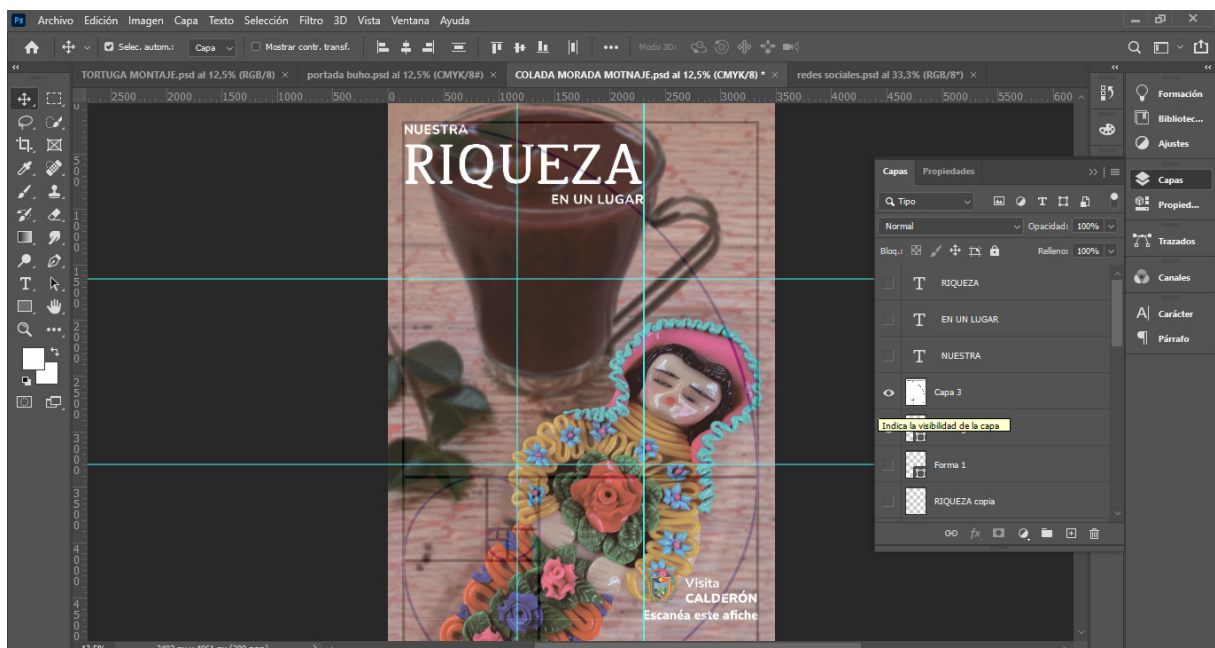 Ps Archivo Edición Imagen Capa Texto Selección Filtro 3D Vista Ventana Ayuda
Selec. autom.: Capa Mostrar contr. transf. Modo 3D:
TORTUGA MONTAJE.psd al 12,5% (RGB/8) × portada buho.psd al 12,5% (CMYK/8#) × COLADA MORADA MOTNAJE.psd al 12,5% (CMYK/8) * × redes sociales.psd al 33,3% (RGB/8*) ×
2500 2000 1500 1000 500 0 500 1000 1500 2000 2500 3000 3500 4000 4500 5000 5500 600
NUESTRA
RIQUEZA
EN UN LUGAR
Visita
CALDERÓN
Escanéa este afiche
Capas Propiedades
Tipo
Normal Opacidad: 100%
Bloq.: Relleno: 100%
T RIQUEZA
T EN UN LUGAR
T NUESTRA
Capa 3
Indica la visibilidad de la capa
Forma 1
RIQUEZA copia
fx
Formación
Bibliotec...
Ajustes
Capas
Propied...
Trazados
Canales
Carácter
Párrafo